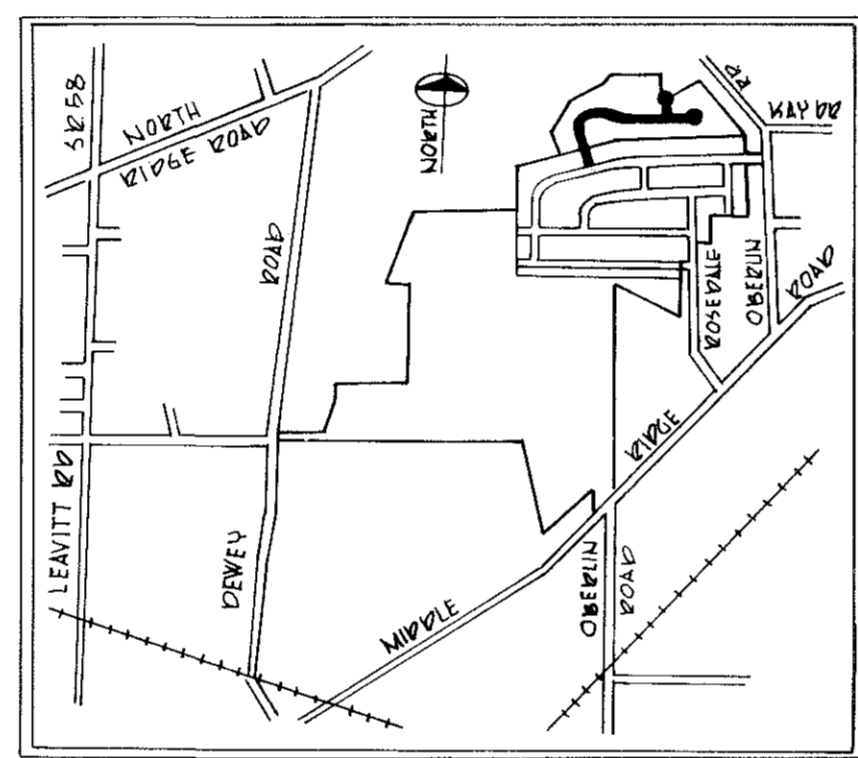 SR 58
NORTH
RIDGE ROAD
NORTH
RD
KAY DR
ROAD
ROSEDALE
OBERLIN
ROAD
RIDGE
LEAVITT RD
DEWEY
MIDDLE
OBERLIN
ROAD